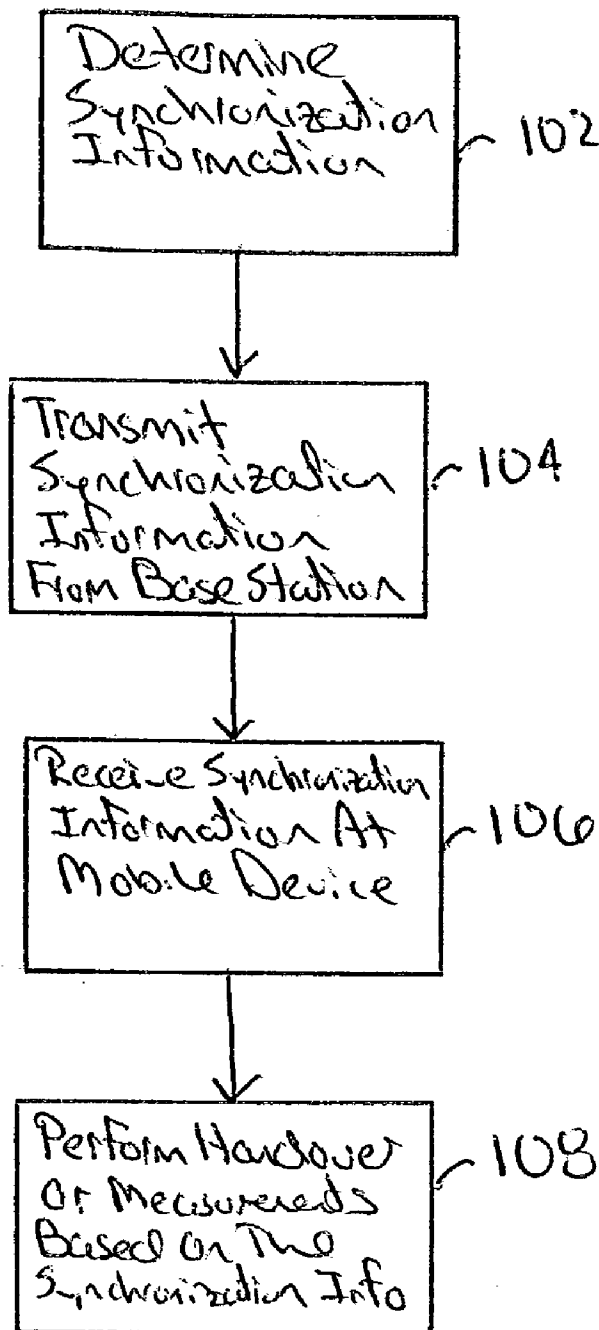 Determine
Synchronization
Information
102
Transmit
Synchronization
Information
From Base Station
104
Receive Synchronization
Information At
Mobile Device
106
Perform Handover
Or Measurements
Based On The
Synchronization Info
108